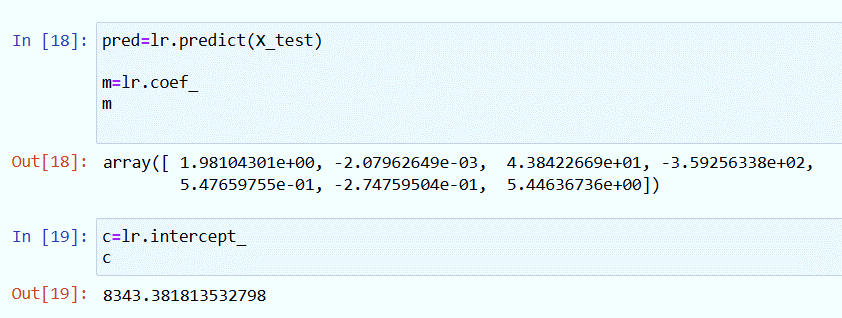 In [18]: pred=lr.predict(X_test)
m=lr.coef_
m
Out[18]: array([ 1.98104301e+00, -2.07962649e-03,  4.38422669e+01, -3.59256338e+02,
5.47659755e-01, -2.74759504e-01,  5.44636736e+00])
In [19]: c=lr.intercept_
c
Out[19]: 8343.381813532798